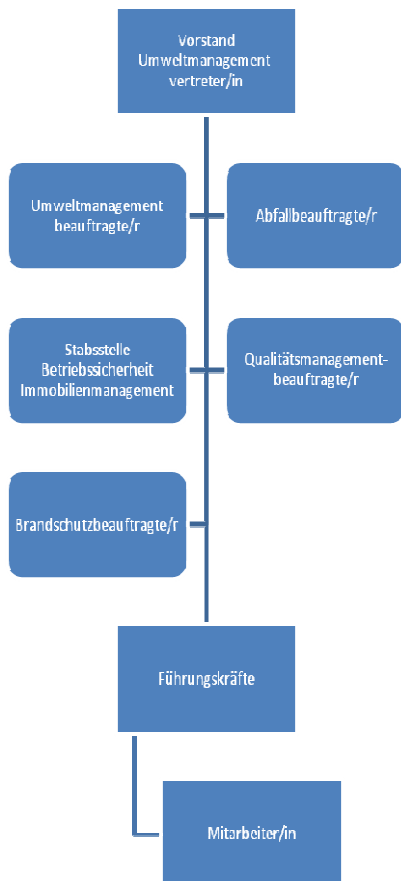 Vorstand
Umweltmanagement
vertreter/in
Umweltmanagement
beauftragte/r
Abfallbeauftragte/r
Stabsstelle
Betriebssicherheit
Immobilienmanagement
Qualitätsmanagement-
beauftragte/r
Brandschutzbeauftragte/r
Führungskräfte
Mitarbeiter/in